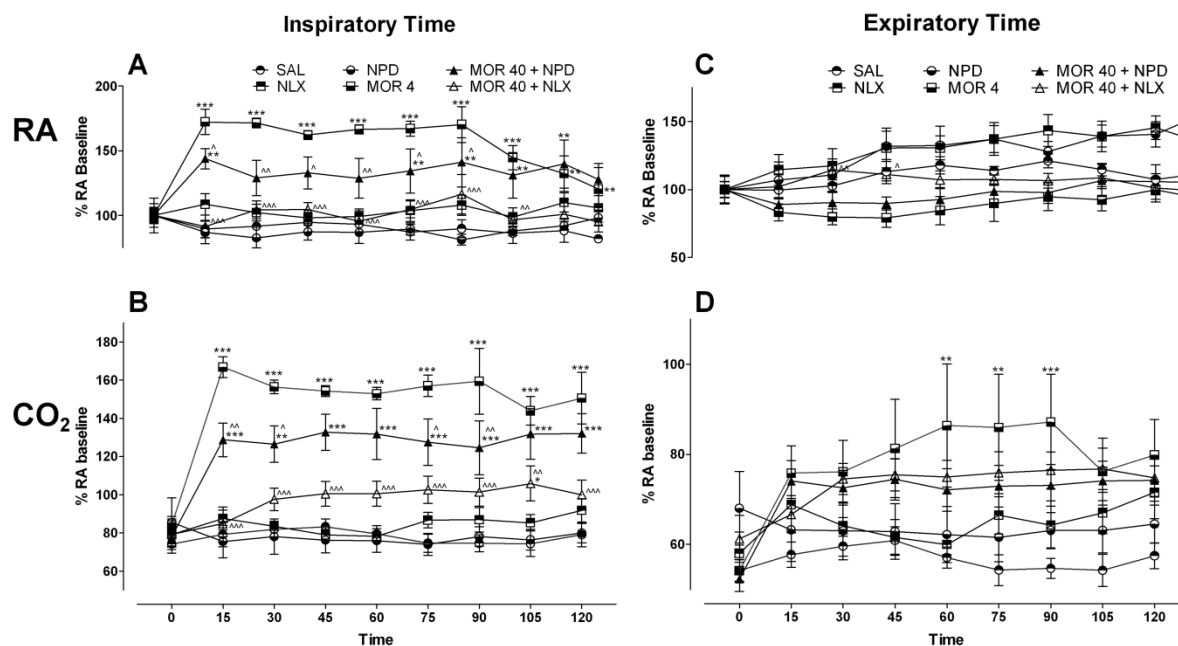 Inspiratory Time
Expiratory Time
A
SAL NPD MOR 40 + NPD
NLX MOR 4 MOR 40 + NLX
RA
% RA Baseline
200
150
100
*** *** *** *** *** *** *** **
^ ** ^^ ^ ^^ ^ ** ^ ** ** ** **
^^^ ^^^ ^^^ ^^^ ^^^ ^^^ ^^
C
SAL NPD MOR 40 + NPD
NLX MOR 4 MOR 40 + NLX
% RA Baseline
150
100
50
^^ ^
B
CO2
% RA baseline
180
160
140
120
100
80
60
*** *** *** *** *** *** *** ***
^^ *** ^ ** *** *** ^ *** ^^ *** *** ***
^^^ ^^^ ^^^ ^^^ ^^^ ^^^ ^^ * ^^^
0 15 30 45 60 75 90 105 120
Time
D
% RA baseline
100
80
60
** ** ***
0 15 30 45 60 75 90 105 120
Time